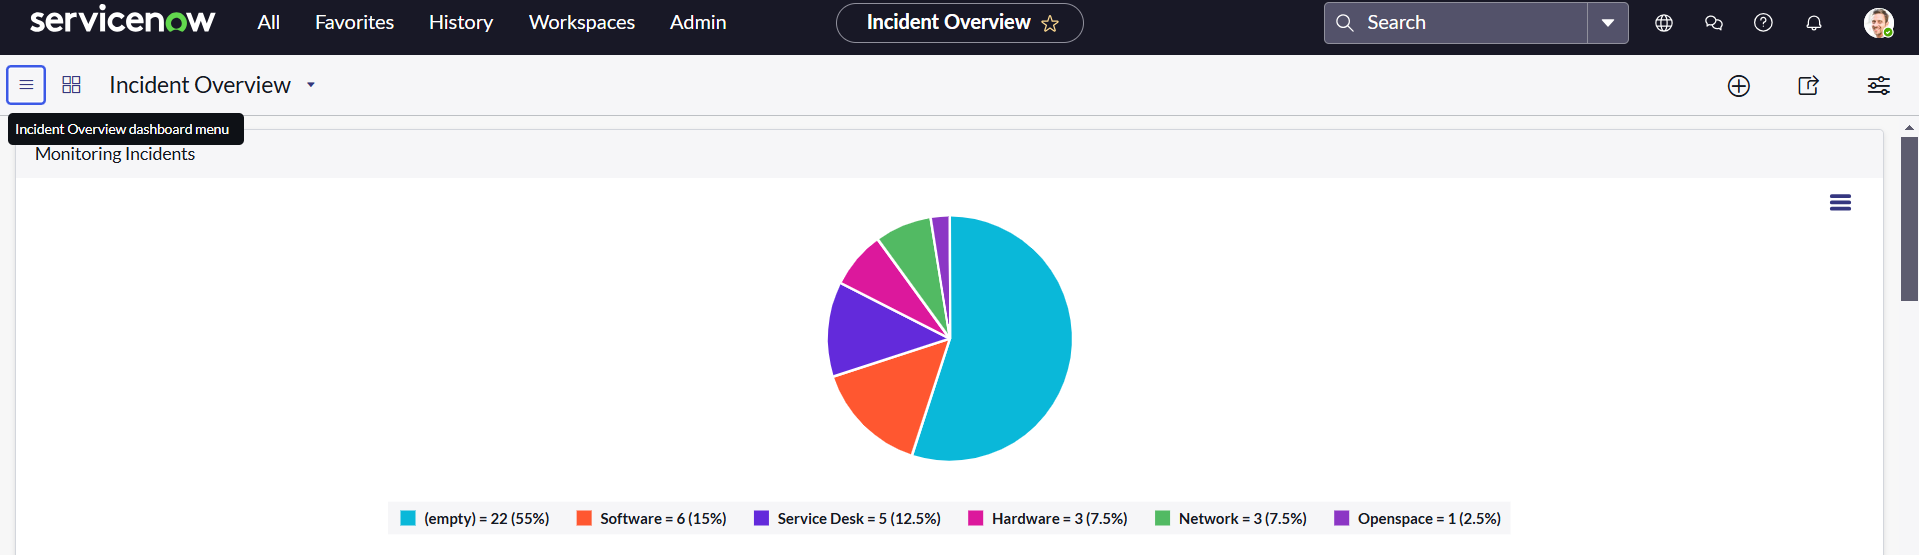 servicenow All Favorites History Workspaces Admin Incident Overview Search
Incident Overview
Incident Overview dashboard menu
Monitoring Incidents
(empty) = 22 (55%) Software = 6 (15%) Service Desk = 5 (12.5%) Hardware = 3 (7.5%) Network = 3 (7.5%) Openspace = 1 (2.5%)